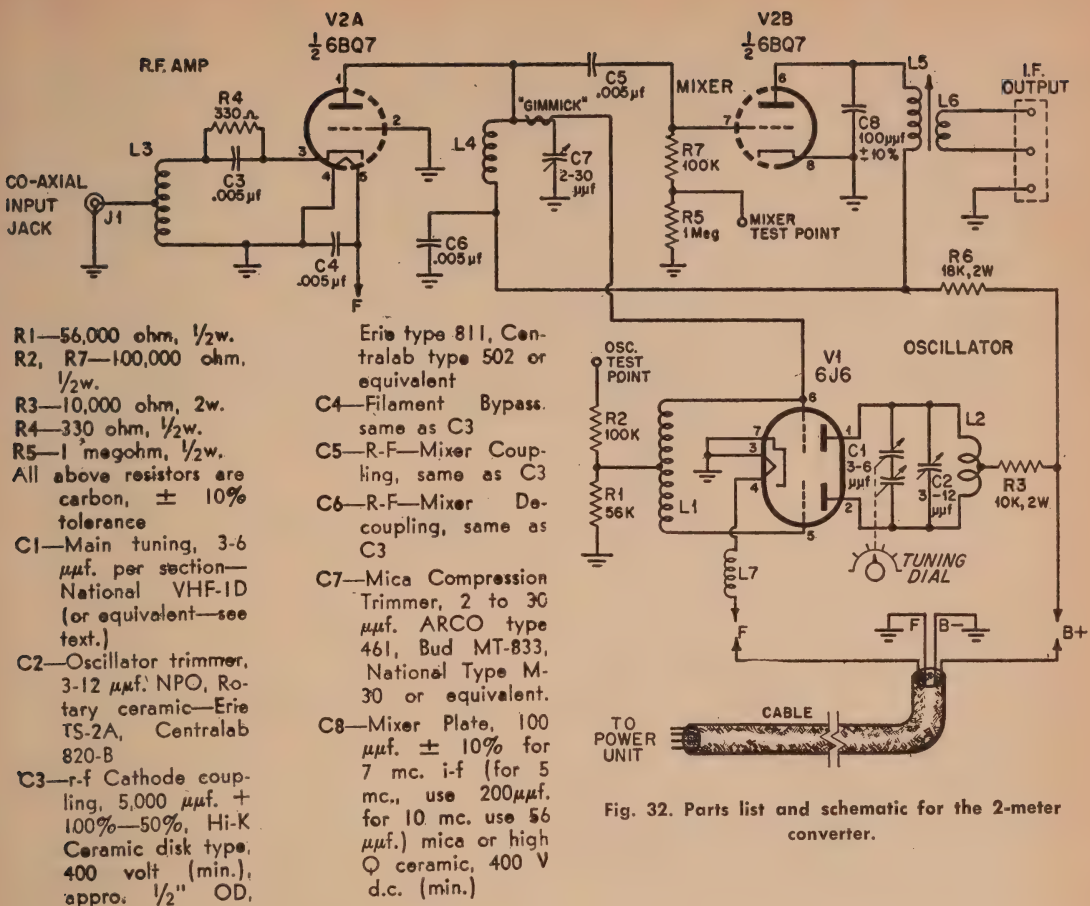 V2A
½ 6BQ7
R.F. AMP
R4
330 Ω
L3
C3
.005μf
CO-AXIAL
INPUT
JACK
J1
1
2
3
4
5
C4
.005μf
F
"GIMMICK"
L4
C7
2-30
μμf
C6
.005μf
C5
.005μf
MIXER
V2B
½ 6BQ7
6
7
8
R7
100K
R5
1Meg
MIXER
TEST POINT
C8
100μμf
±10%
L5
L6
I.F.
OUTPUT
R6
18K, 2W
R1—56,000 ohm, ½w.
R2, R7—100,000 ohm,
½w.
R3—10,000 ohm, 2w.
R4—330 ohm, ½w.
R5—1 megohm, ½w.
All above resistors are
carbon, ± 10%
tolerance
C1—Main tuning, 3-6
μμf. per section—
National VHF-1D
(or equivalent—see
text.)
C2—Oscillator trimmer,
3-12 μμf. NPO, Ro-
tary ceramic—Erie
TS-2A, Centralab
820-B
C3—r-f Cathode coup-
ling, 5,000 μμf. +
100%—50%, Hi-K
Ceramic disk type,
400 volt (min.),
appro. ½" OD,
Erie type 811, Cen-
tralab type 502 or
equivalent
C4—Filament Bypass.
same as C3
C5—R-F—Mixer Coup-
ling, same as C3
C6—R-F—Mixer De-
coupling, same as
C3
C7—Mica Compression
Trimmer, 2 to 30
μμf. ARCO type
461, Bud MT-833,
National Type M-
30 or equivalent.
C8—Mixer Plate, 100
μμf. ± 10% for
7 mc. i-f (for 5
mc., use 200μμf.
for 10 mc. use 56
μμf.) mica or high
Q ceramic, 400 V
d.c. (min.)
OSC.
TEST
POINT
R2
100K
R1
56K
L1
V1
6J6
6
7
3
4
1
2
5
L7
F
OSCILLATOR
C1
3-6
μμf
C2
3-12
μμf
L2
R3
10K, 2W
TUNING
DIAL
F
B-
B+
TO
POWER
UNIT
CABLE
Fig. 32. Parts list and schematic for the 2-meter
converter.